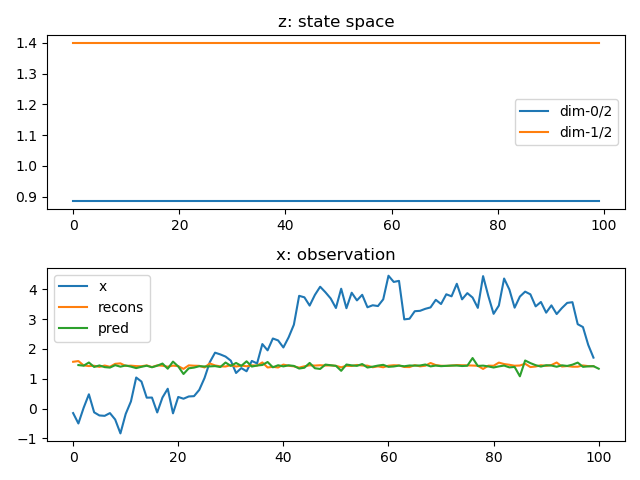 z: state space
1.4
1.3
1.2
1.1
1.0
0.9
dim-0/2
dim-1/2
0 20 40 60 80 100
x: observation
4
3
2
1
0
−1
x
recons
pred
0 20 40 60 80 100